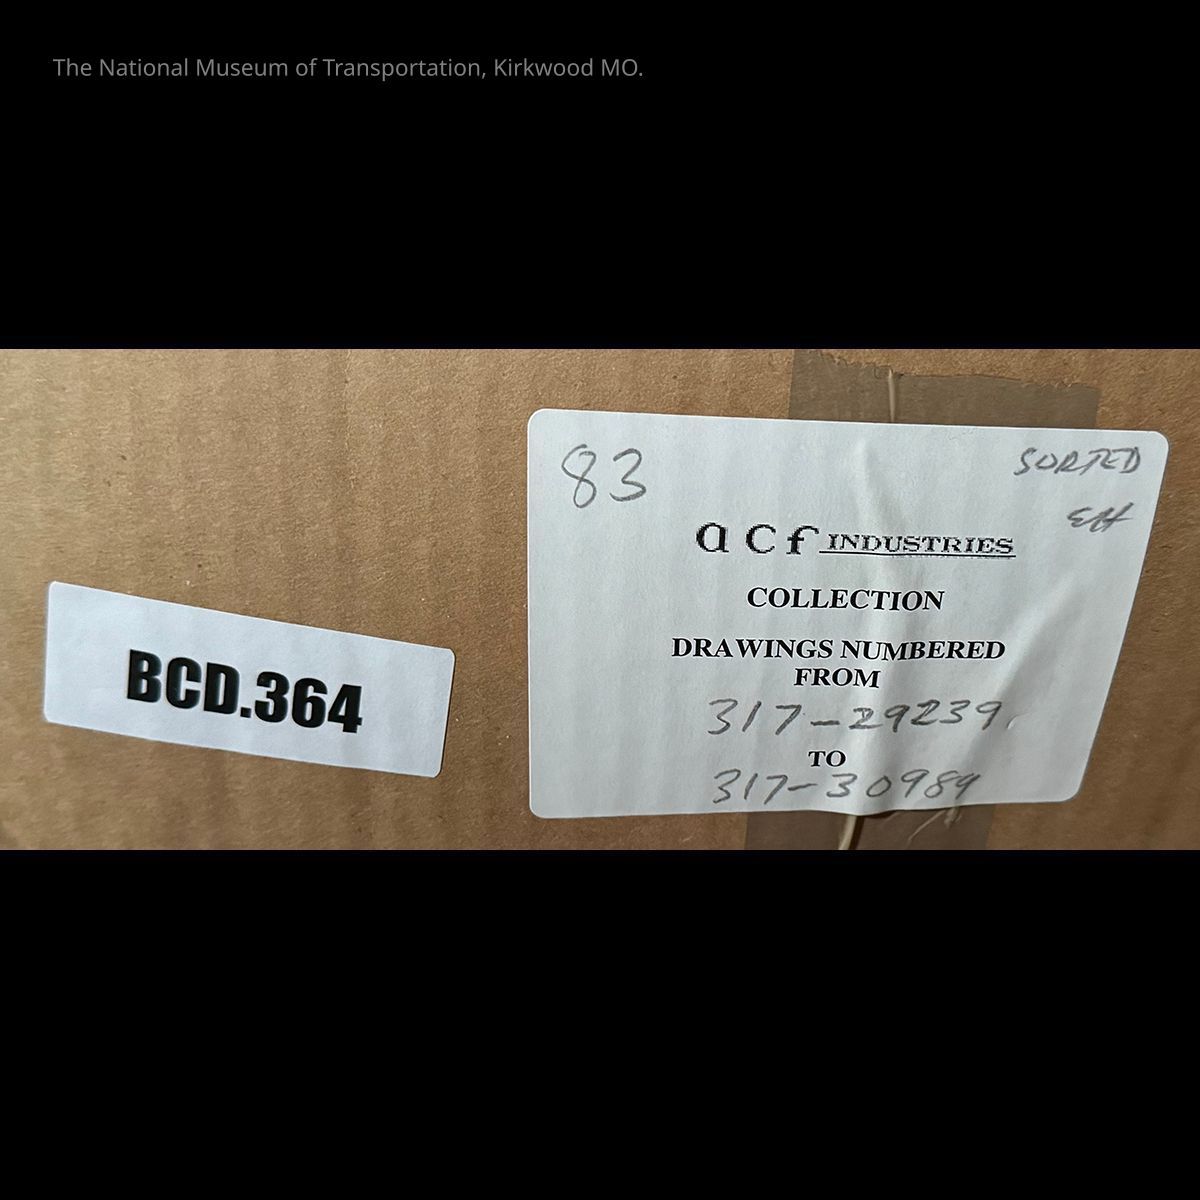 The National Museum of Transportation, Kirkwood MO.
BCD.364
83
SORTED
EH
acf INDUSTRIES
COLLECTION
DRAWINGS NUMBERED
FROM
317-29239
TO
317-30989